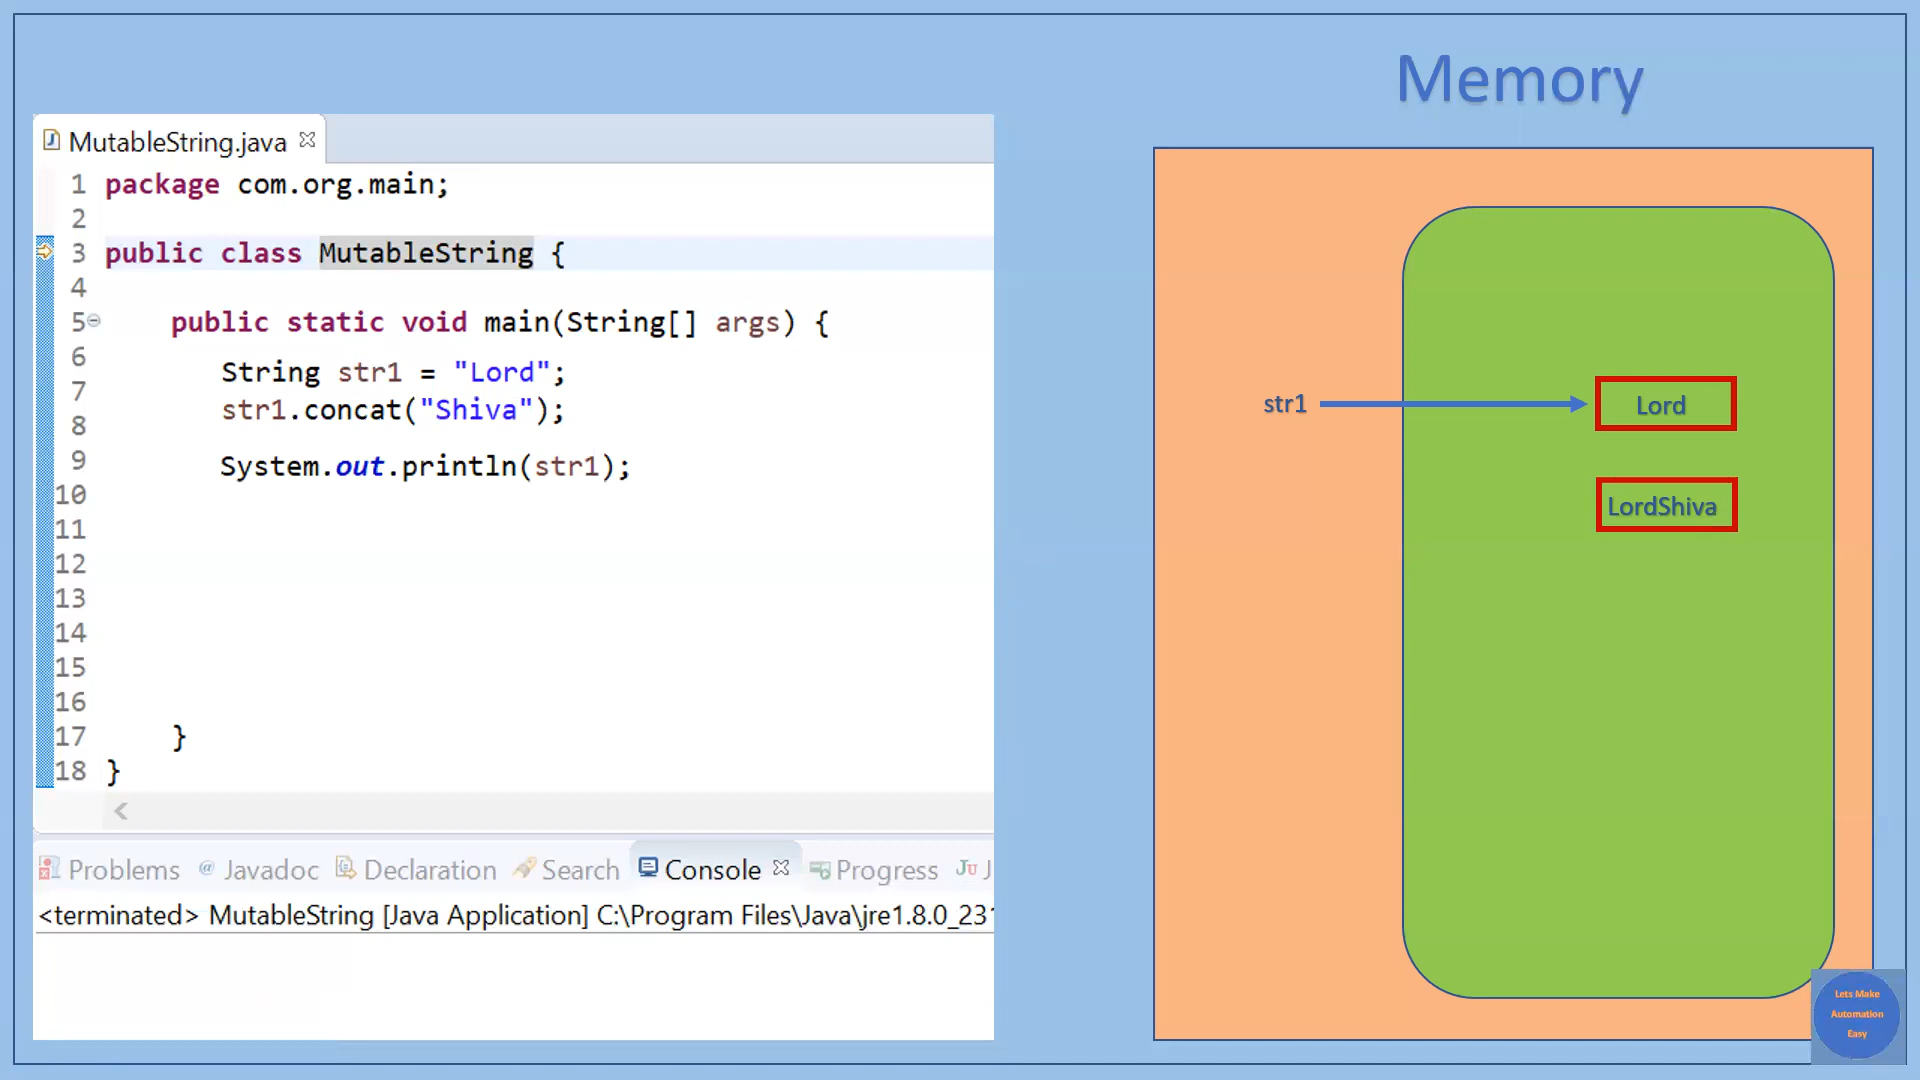 Memory
MutableString.java
1 package com.org.main;
2
3 public class MutableString {
4
5 public static void main(String[] args) {
6
String str1 = "Lord";
7
str1.concat("Shiva");
8
9
System.out.println(str1);
10
11
12
13
14
15
16
17 }
18 }
Problems @ Javadoc Declaration Search Console Progress Ju J
<terminated> MutableString [Java Application] C:\Program Files\Java\jre1.8.0_231
str1
Lord
LordShiva
Lets Make
Automation
Easy